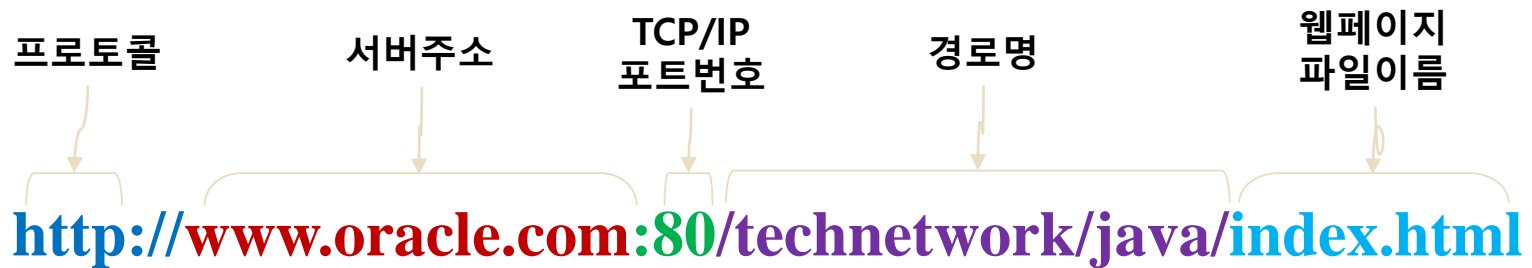 프로토콜
서버주소
TCP/IP
포트번호
경로명
웹페이지
파일이름
http://www.oracle.com:80/technetwork/java/index.html